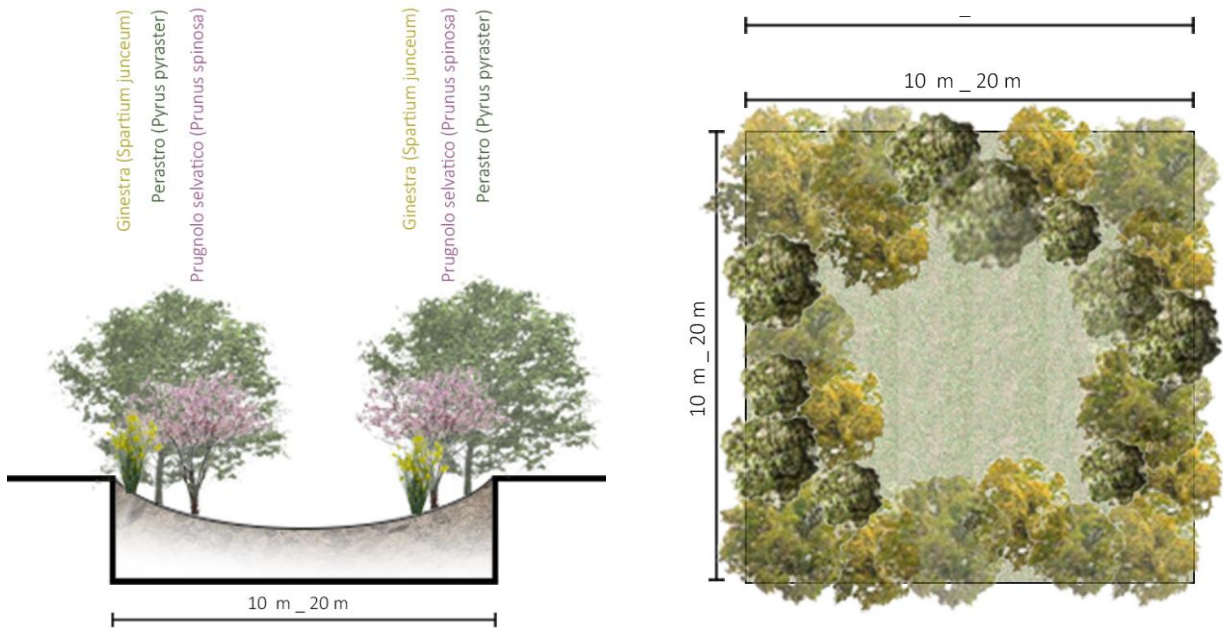 Ginestra (Spartium junceum)
Perastro (Pyrus pyraster)
Prugnolo selvatico (Prunus spinosa)
Ginestra (Spartium junceum)
Prugnolo selvatico (Prunus spinosa)
Perastro (Pyrus pyraster)
10 m _ 20 m
_
10 m _ 20 m
10 m _ 20 m